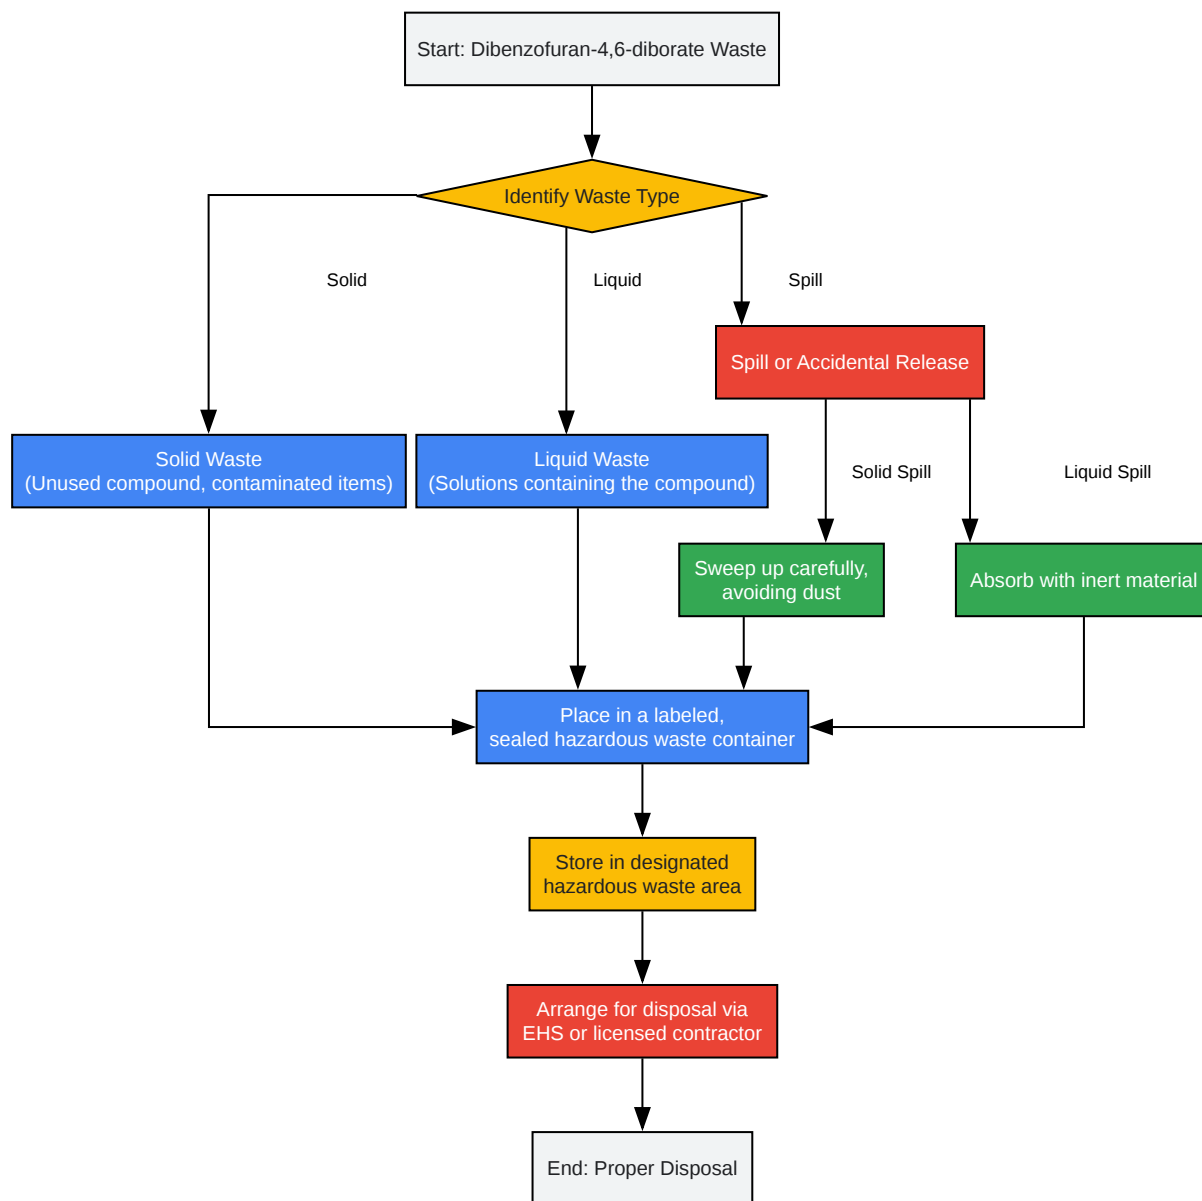 Start: Dibenzofuran-4,6-diborate Waste
Identify Waste Type
Solid
Liquid
Spill
Spill or Accidental Release
Solid Waste
(Unused compound, contaminated items)
Liquid Waste
(Solutions containing the compound)
Solid Spill
Liquid Spill
Sweep up carefully,
avoiding dust
Absorb with inert material
Place in a labeled,
sealed hazardous waste container
Store in designated
hazardous waste area
Arrange for disposal via
EHS or licensed contractor
End: Proper Disposal